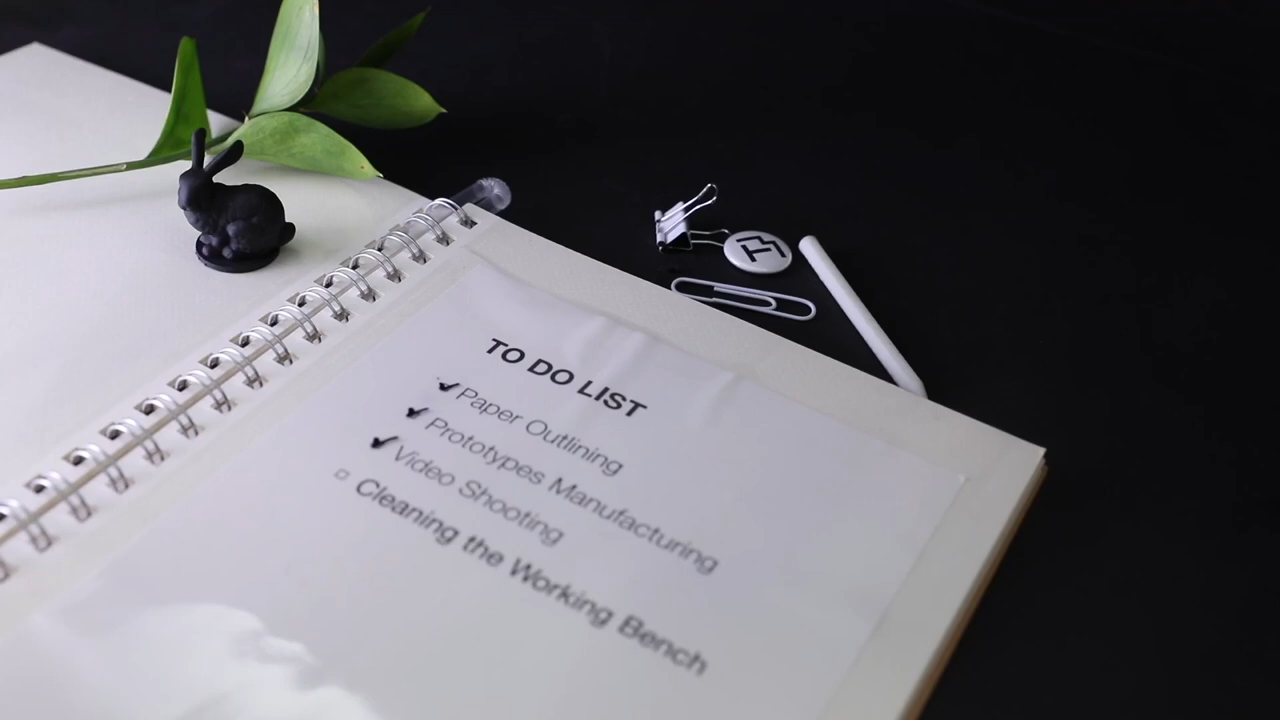 TO DO LIST
Paper Outlining
Prototypes Manufacturing
Video Shooting
Cleaning the Working Bench